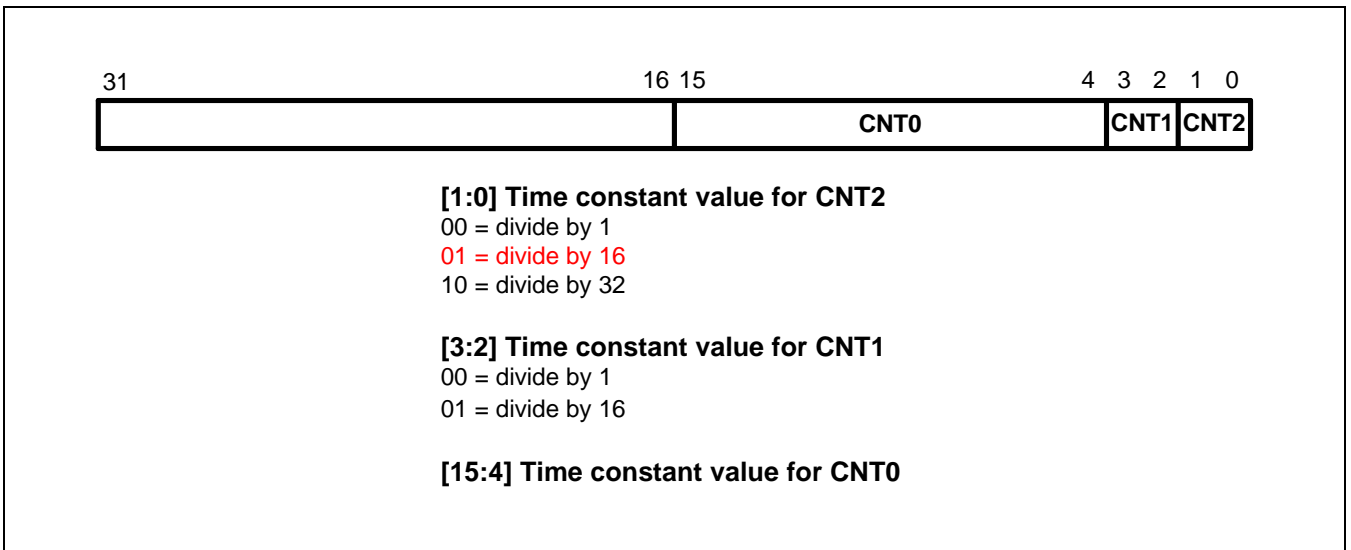 31 16 15 4 3 2 1 0
CNT0 CNT1 CNT2
[1:0] Time constant value for CNT2
00 = divide by 1
01 = divide by 16
10 = divide by 32
[3:2] Time constant value for CNT1
00 = divide by 1
01 = divide by 16
[15:4] Time constant value for CNT0